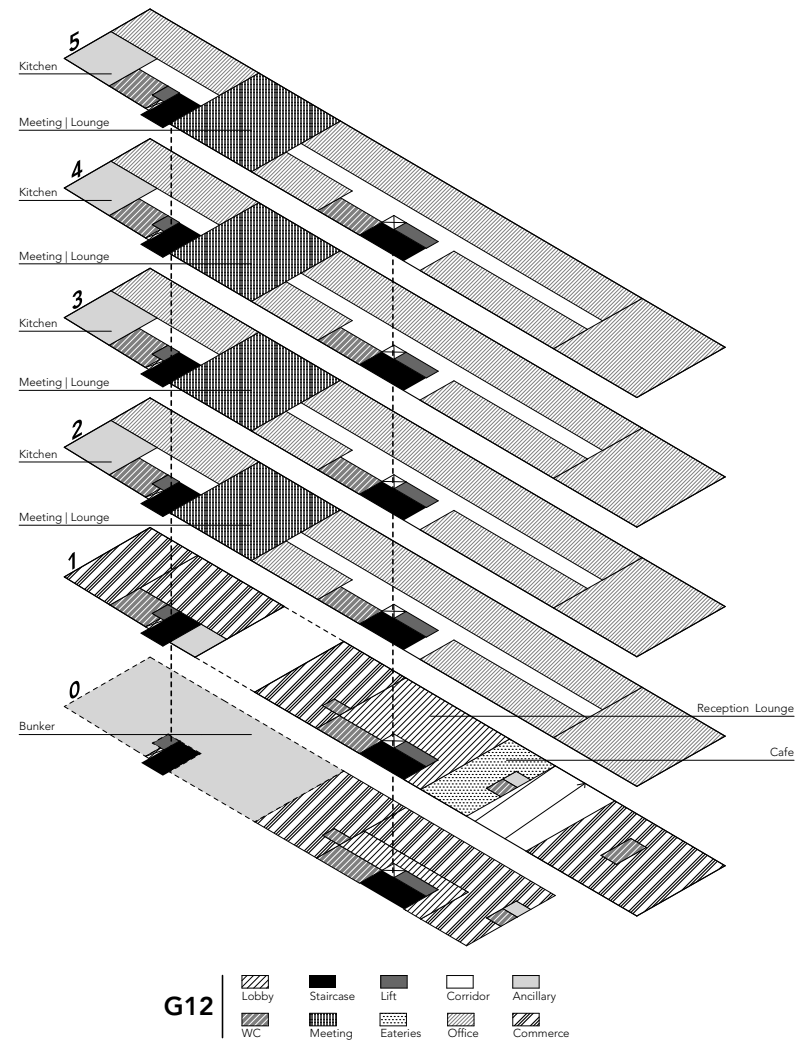 5
Kitchen
Meeting | Lounge
4
Kitchen
Meeting | Lounge
3
Kitchen
Meeting | Lounge
2
Kitchen
Meeting | Lounge
1
0
Reception Lounge
Bunker
Cafe
G12
Lobby Staircase Lift Corridor Ancillary
WC Meeting Eateries Office Commerce